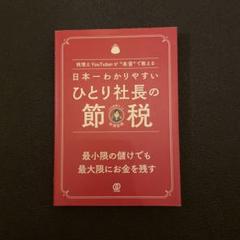 税理士YouTuberが“本音”で教える
日本一わかりやすい
ひとり社長の
節税
最小限の儲けでも
最大限にお金を残す